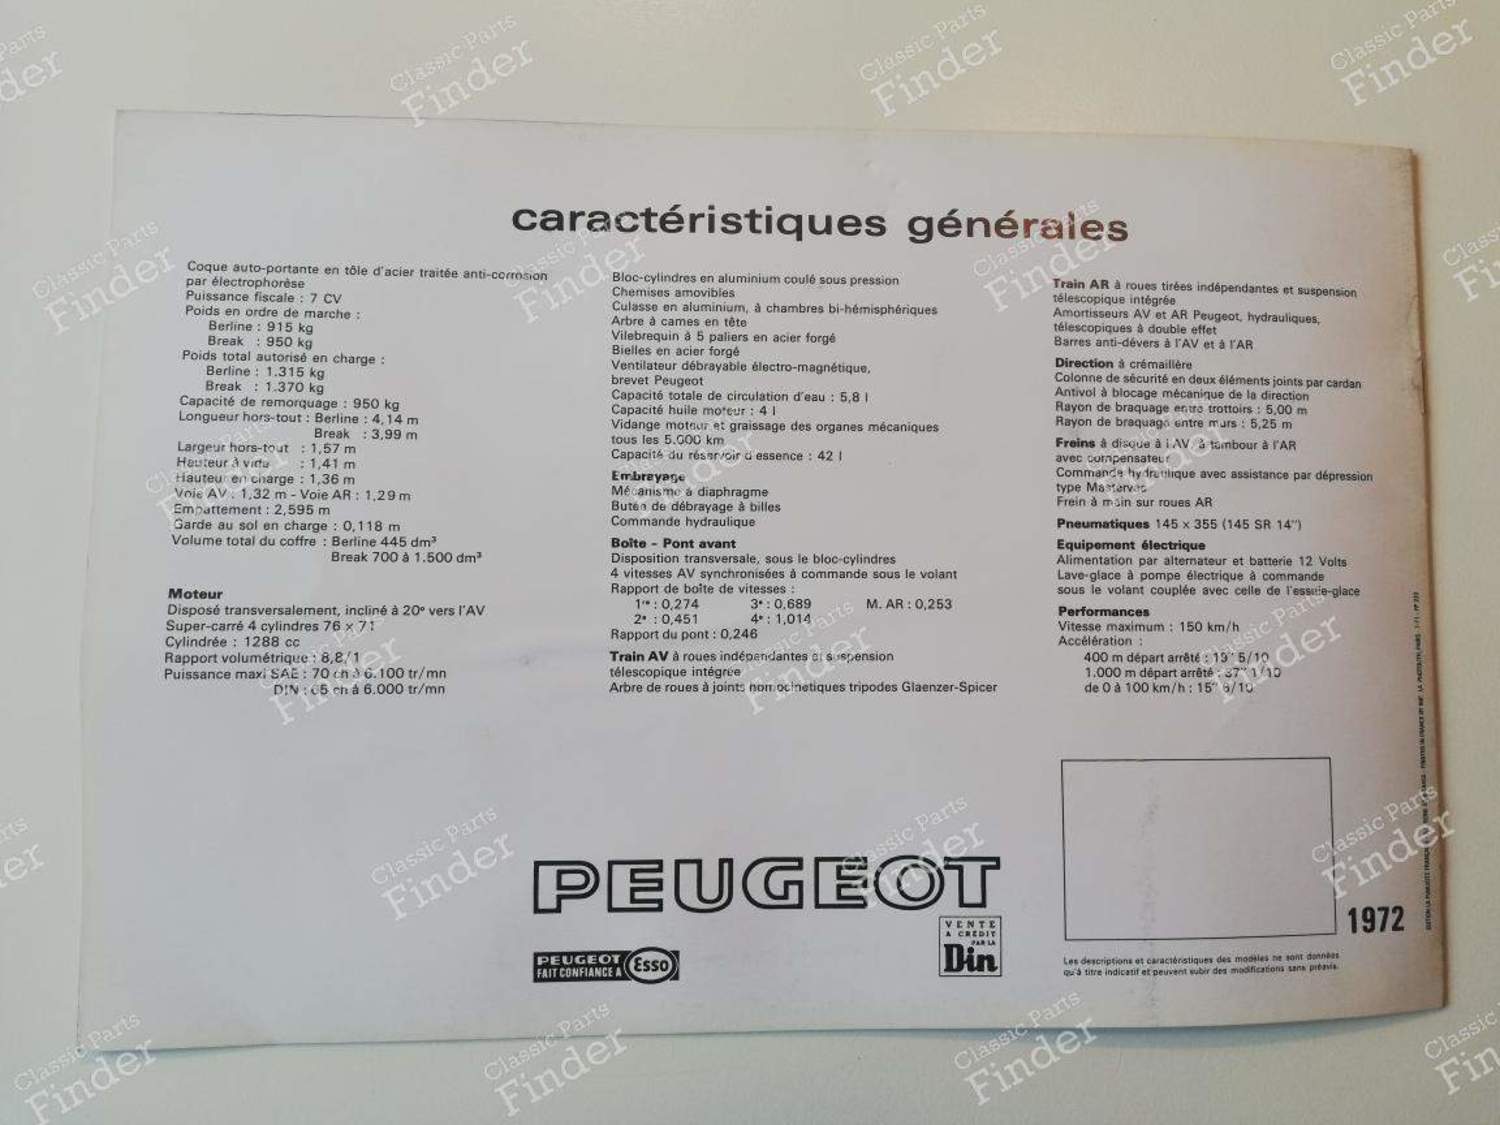 caractéristiques générales
Coque auto-portante en tôle d'acier traitée anti-corrosion
par électrophorèse
Puissance fiscale : 7 CV
Poids en ordre de marche :
Berline : 915 kg
Break : 950 kg
Poids total autorisé en charge :
Berline : 1.315 kg
Break : 1.370 kg
Capacité de remorquage : 950 kg
Longueur hors-tout : Berline : 4,14 m
Break : 3,99 m
Largeur hors-tout : 1,57 m
Hauteur à vide : 1,41 m
Hauteur en charge : 1,36 m
Voie AV : 1,32 m - Voie AR : 1,29 m
Empattement : 2,595 m
Garde au sol en charge : 0,118 m
Volume total du coffre : Berline 445 dm³
Break 700 à 1.500 dm³
Moteur
Disposé transversalement, incliné à 20° vers l'AV
Super-carré 4 cylindres 76 x 71
Cylindrée : 1288 cc
Rapport volumétrique : 8,8/1
Puissance maxi SAE : 70 ch à 6.100 tr/mn
DIN : 65 ch à 6.000 tr/mn
Bloc-cylindres en aluminium coulé sous pression
Chemises amovibles
Culasse en aluminium, à chambres bi-hémisphériques
Arbre à cames en tête
Vilebrequin à 5 paliers en acier forgé
Bielles en acier forgé
Ventilateur débrayable électro-magnétique,
brevet Peugeot
Capacité totale de circulation d'eau : 5,8 l
Capacité huile moteur : 4 l
Vidange moteur et graissage des organes mécaniques
tous les 5.000 km
Capacité du réservoir d'essence : 42 l
Embrayage
Mécanisme à diaphragme
Butée de débrayage à billes
Commande hydraulique
Boîte - Pont avant
Disposition transversale, sous le bloc-cylindres
4 vitesses AV synchronisées à commande sous le volant
Rapport de boîte de vitesses :
1re : 0,274 3e : 0,689 M. AR : 0,253
2e : 0,451 4e : 1,014
Rapport du pont : 0,246
Train AV à roues indépendantes et suspension
télescopique intégrée
Arbre de roues à joints homocinétiques tripodes Glaenzer-Spicer
Train AR à roues tirées indépendantes et suspension
télescopique intégrée
Amortisseurs AV et AR Peugeot, hydrauliques,
télescopiques à double effet
Barres anti-dévers à l'AV et à l'AR
Direction à crémaillère
Colonne de sécurité en deux éléments joints par cardan
Antivol à blocage mécanique de la direction
Rayon de braquage entre trottoirs : 5,00 m
Rayon de braquage entre murs : 5,25 m
Freins à disque à l'AV, à tambour à l'AR
avec compensateur
Commande hydraulique avec assistance par dépression
type Mastervac
Frein à main sur roues AR
Pneumatiques 145 x 355 (145 SR 14")
Equipement électrique
Alimentation par alternateur et batterie 12 Volts
Lave-glace à pompe électrique à commande
sous le volant couplée avec celle de l'essuie-glace
Performances
Vitesse maximum : 150 km/h
Accélération :
400 m départ arrêté : 19" 5/10
1.000 m départ arrêté : 37" 1/10
de 0 à 100 km/h : 15" 8/10
PEUGEOT
PEUGEOT
FAIT CONFIANCE A Esso
VENTE
A CRÉDIT
PAR LA
Din
1972
Les descriptions et caractéristiques des modèles ne sont données
qu'à titre indicatif et peuvent subir des modifications sans préavis.
Classic Parts
Finder